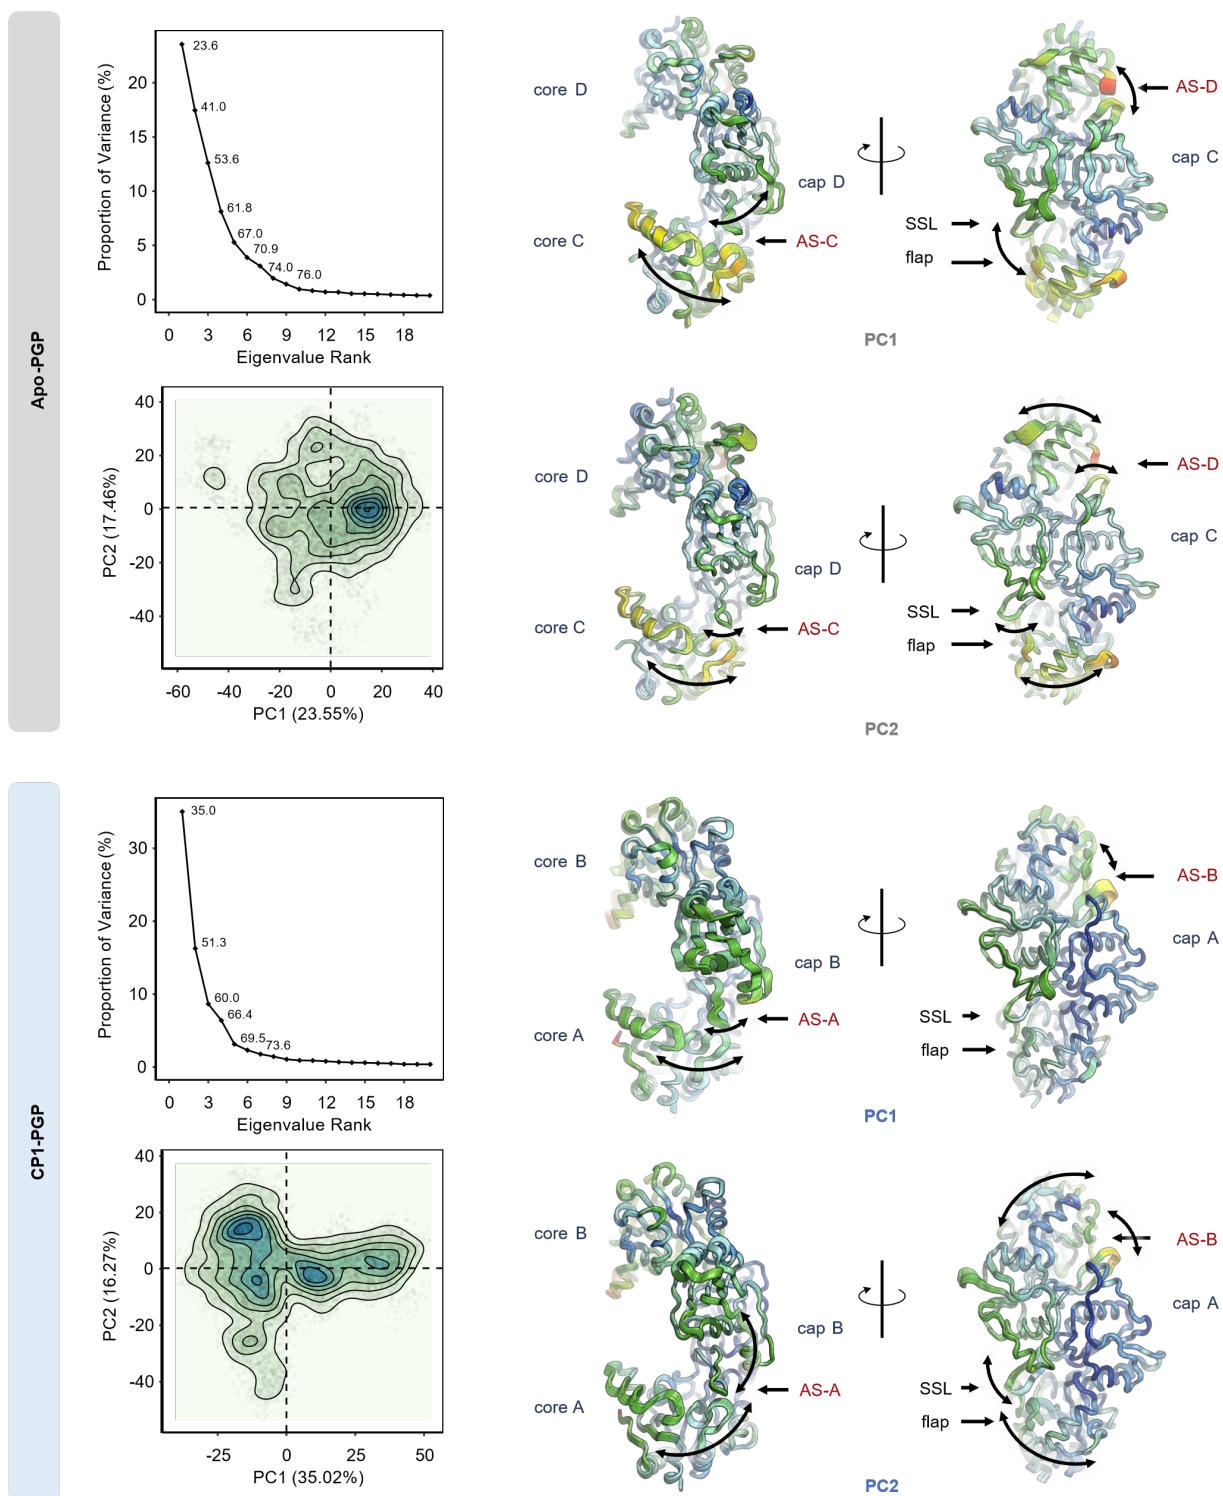 Apo-PGP
Proportion of Variance (%)
20
15
10
5
0
23.6
41.0
53.6
61.8
67.0
70.9
74.0
76.0
0 3 6 9 12 15 18
Eigenvalue Rank
core D
cap D
core C
AS-C
AS-D
cap C
SSL
flap
PC1
PC2 (17.46%)
40
20
0
-20
-40
-60 -40 -20 0 20 40
PC1 (23.55%)
core D
cap D
core C
AS-C
AS-D
cap C
SSL
flap
PC2
CP1-PGP
Proportion of Variance (%)
30
20
10
0
35.0
51.3
60.0
66.4
69.5
73.6
0 3 6 9 12 15 18
Eigenvalue Rank
core B
cap B
AS-A
core A
AS-B
cap A
SSL
flap
PC1
PC2 (16.27%)
40
20
0
-20
-40
-25 0 25 50
PC1 (35.02%)
core B
cap B
AS-A
core A
AS-B
cap A
SSL
flap
PC2